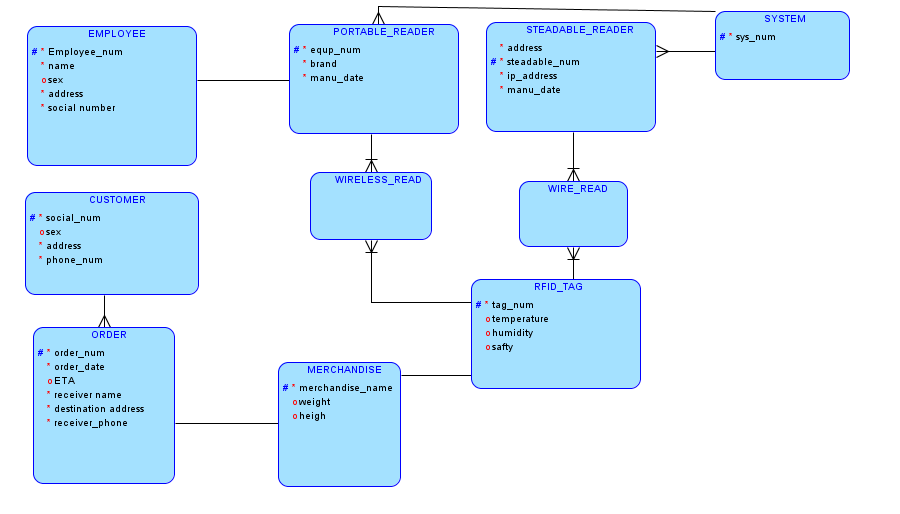 EMPLOYEE
# * Employee_num
* name
o sex
* address
* social number
PORTABLE_READER
# * equp_num
* brand
* manu_date
STEADABLE_READER
* address
# * steadable_num
* ip_address
* manu_date
SYSTEM
# * sys_num
CUSTOMER
# * social_num
o sex
* address
* phone_num
WIRELESS_READ
WIRE_READ
RFID_TAG
# * tag_num
o temperature
o humidity
o safty
ORDER
# * order_num
* order_date
o ETA
* receiver name
* destination address
* receiver_phone
MERCHANDISE
# * merchandise_name
o weight
o heigh